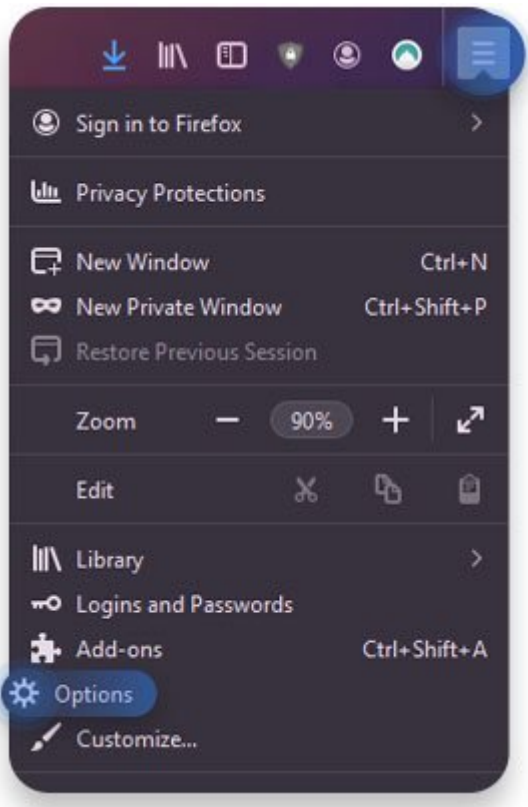 Sign in to Firefox
Privacy Protections
New Window Ctrl+N
New Private Window Ctrl+Shift+P
Restore Previous Session
Zoom 90%
Edit
Library
Logins and Passwords
Add-ons Ctrl+Shift+A
Options
Customize...